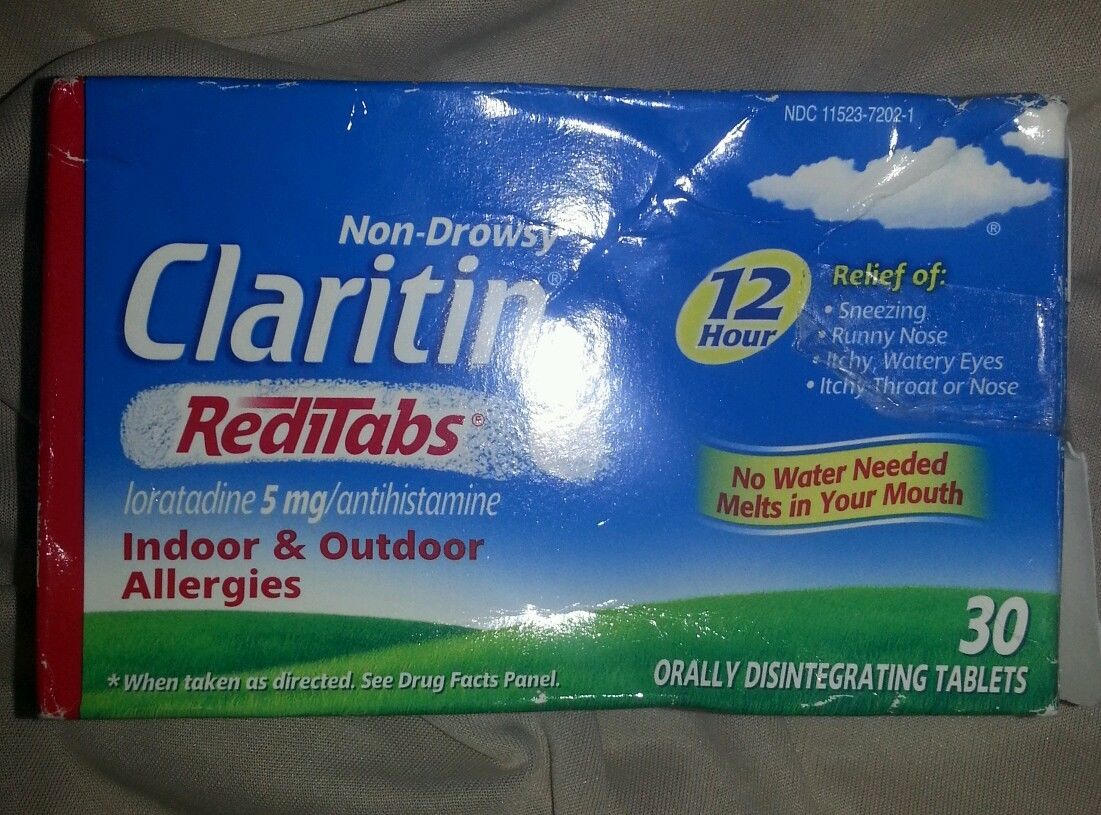 NDC 11523-7202-1
®
Non-Drowsy
Claritin®
RediTabs®
loratadine 5 mg/antihistamine
Indoor & Outdoor
Allergies
12
Hour
Relief of:
• Sneezing
• Runny Nose
• Itchy, Watery Eyes
• Itchy Throat or Nose
No Water Needed
Melts in Your Mouth
30
ORALLY DISINTEGRATING TABLETS
* When taken as directed. See Drug Facts Panel.